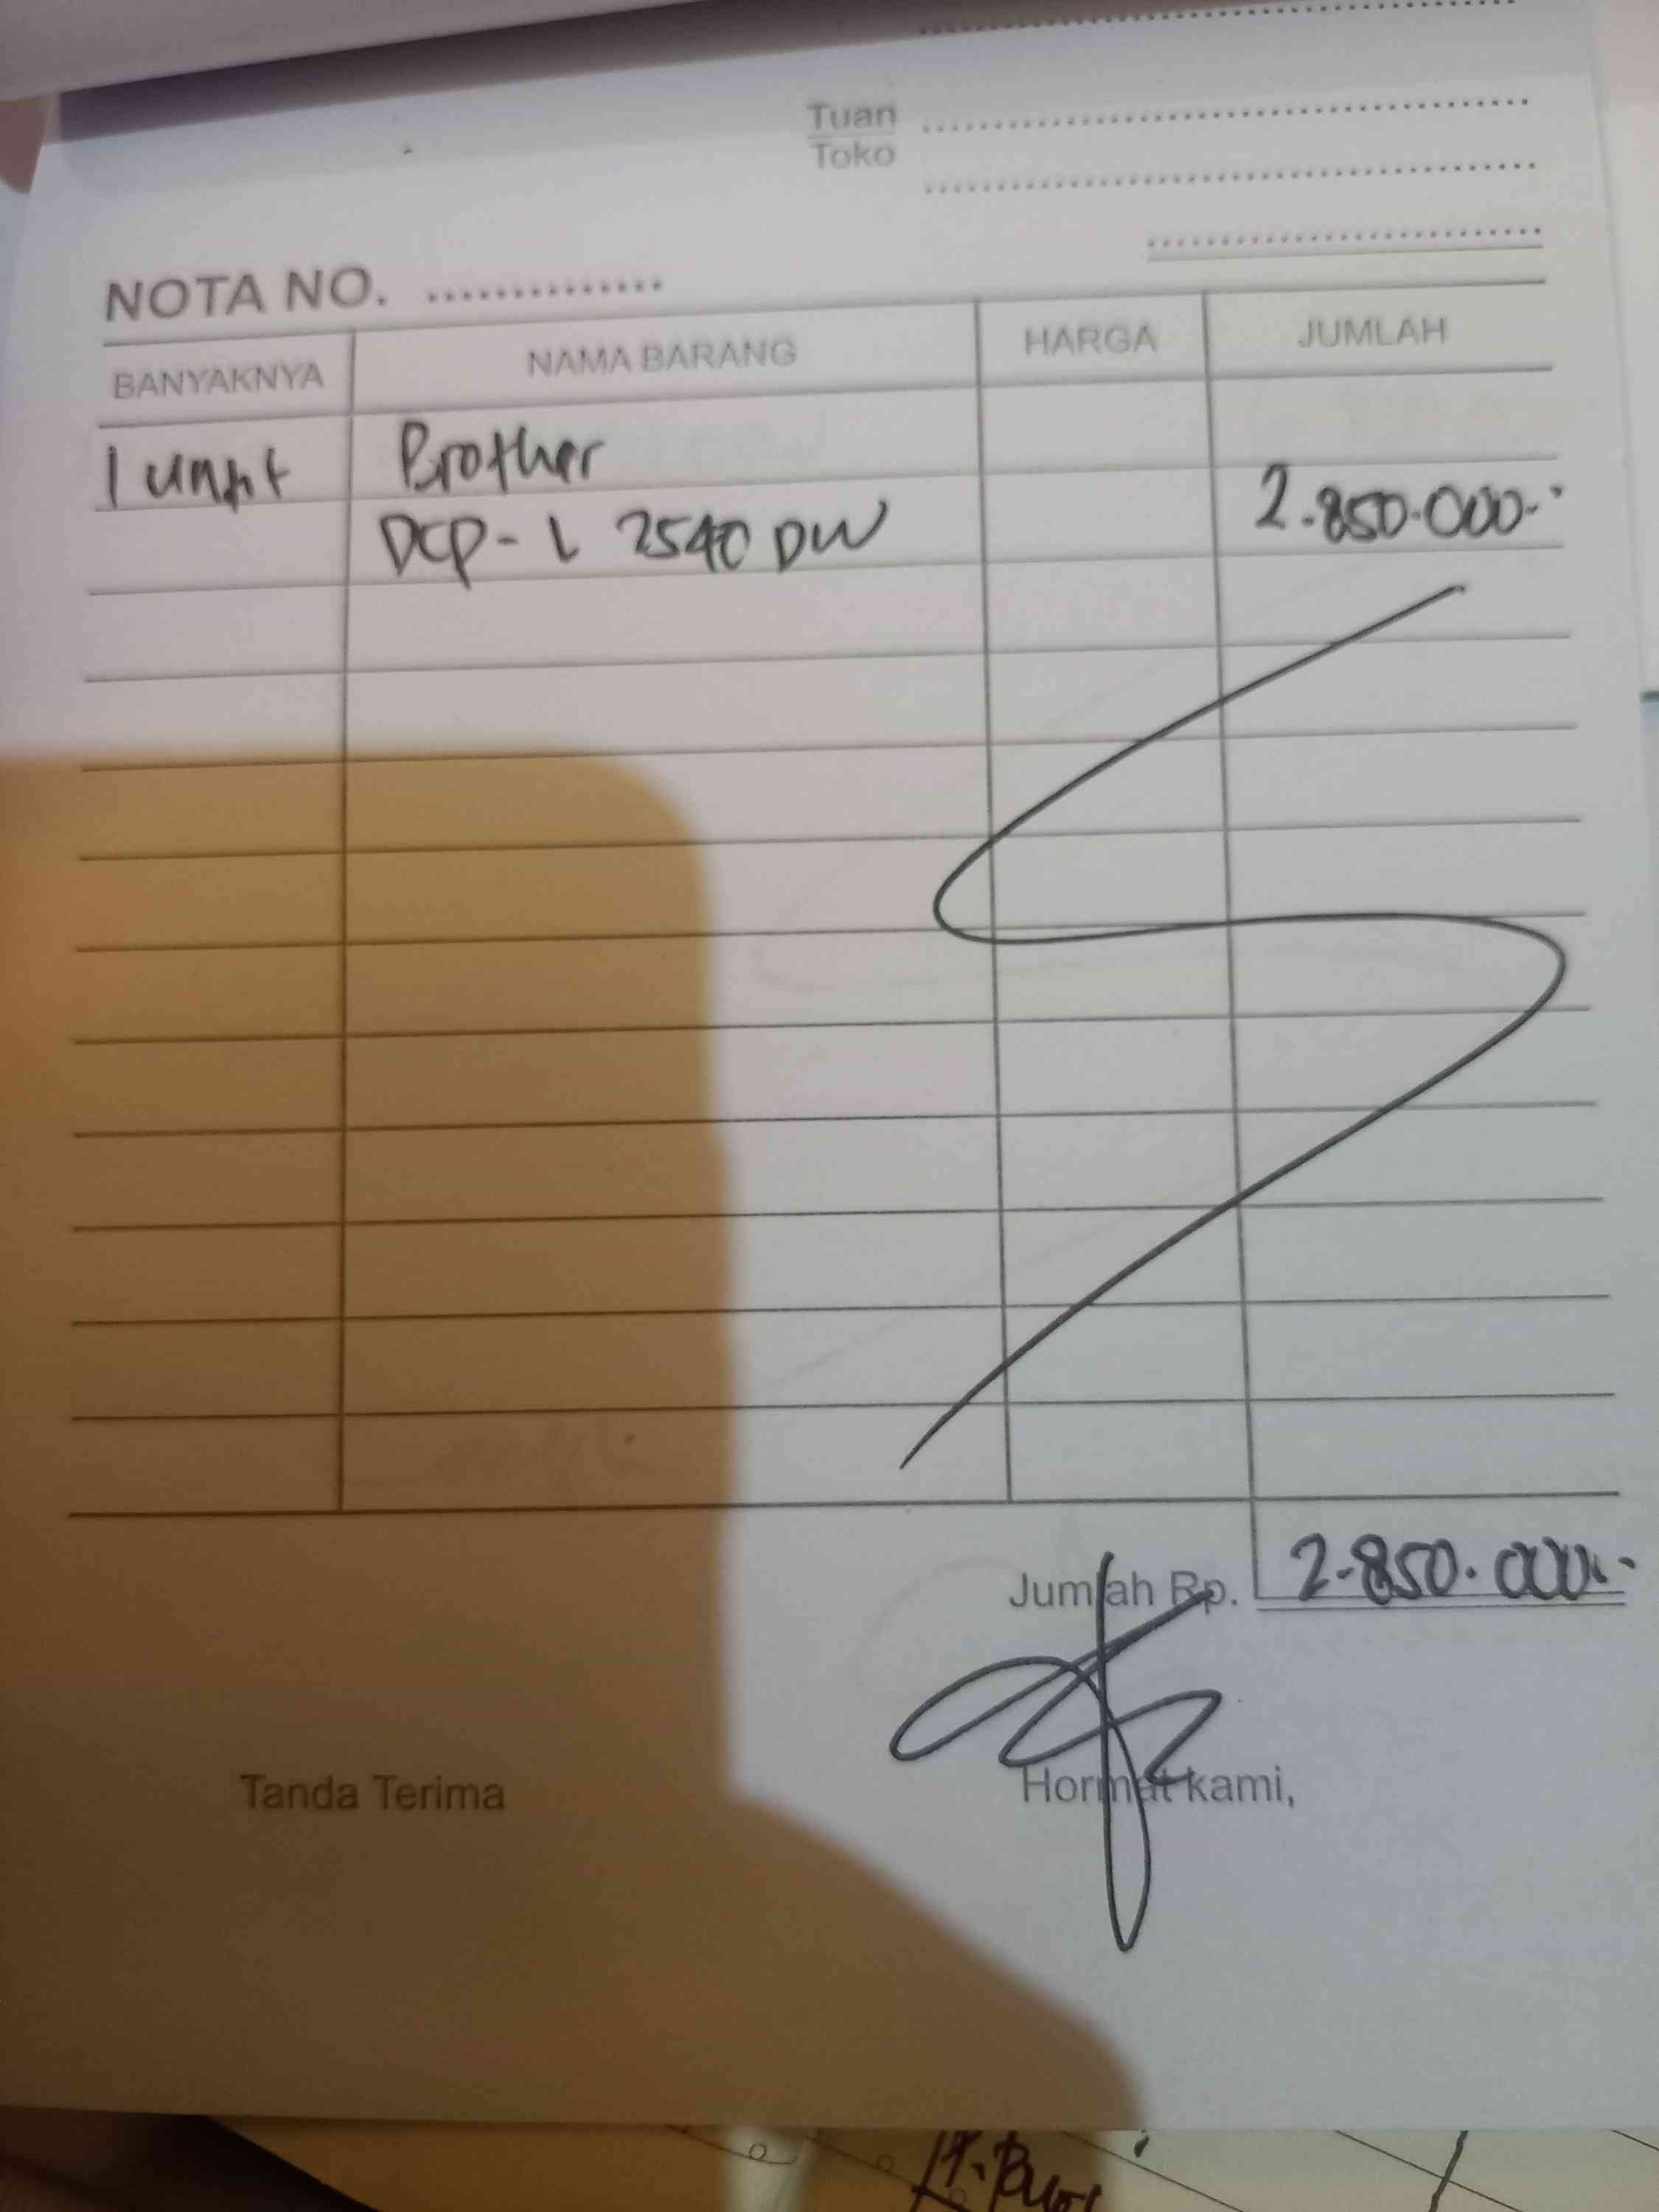 Tuan
Toko
NOTA NO.
BANYAKNYA NAMA BARANG HARGA JUMLAH
1 unit Brother
DCP-L 2540 DW 2.850.000.-
Jumlah Rp. 2.850.000.-
Tanda Terima Hormat kami,